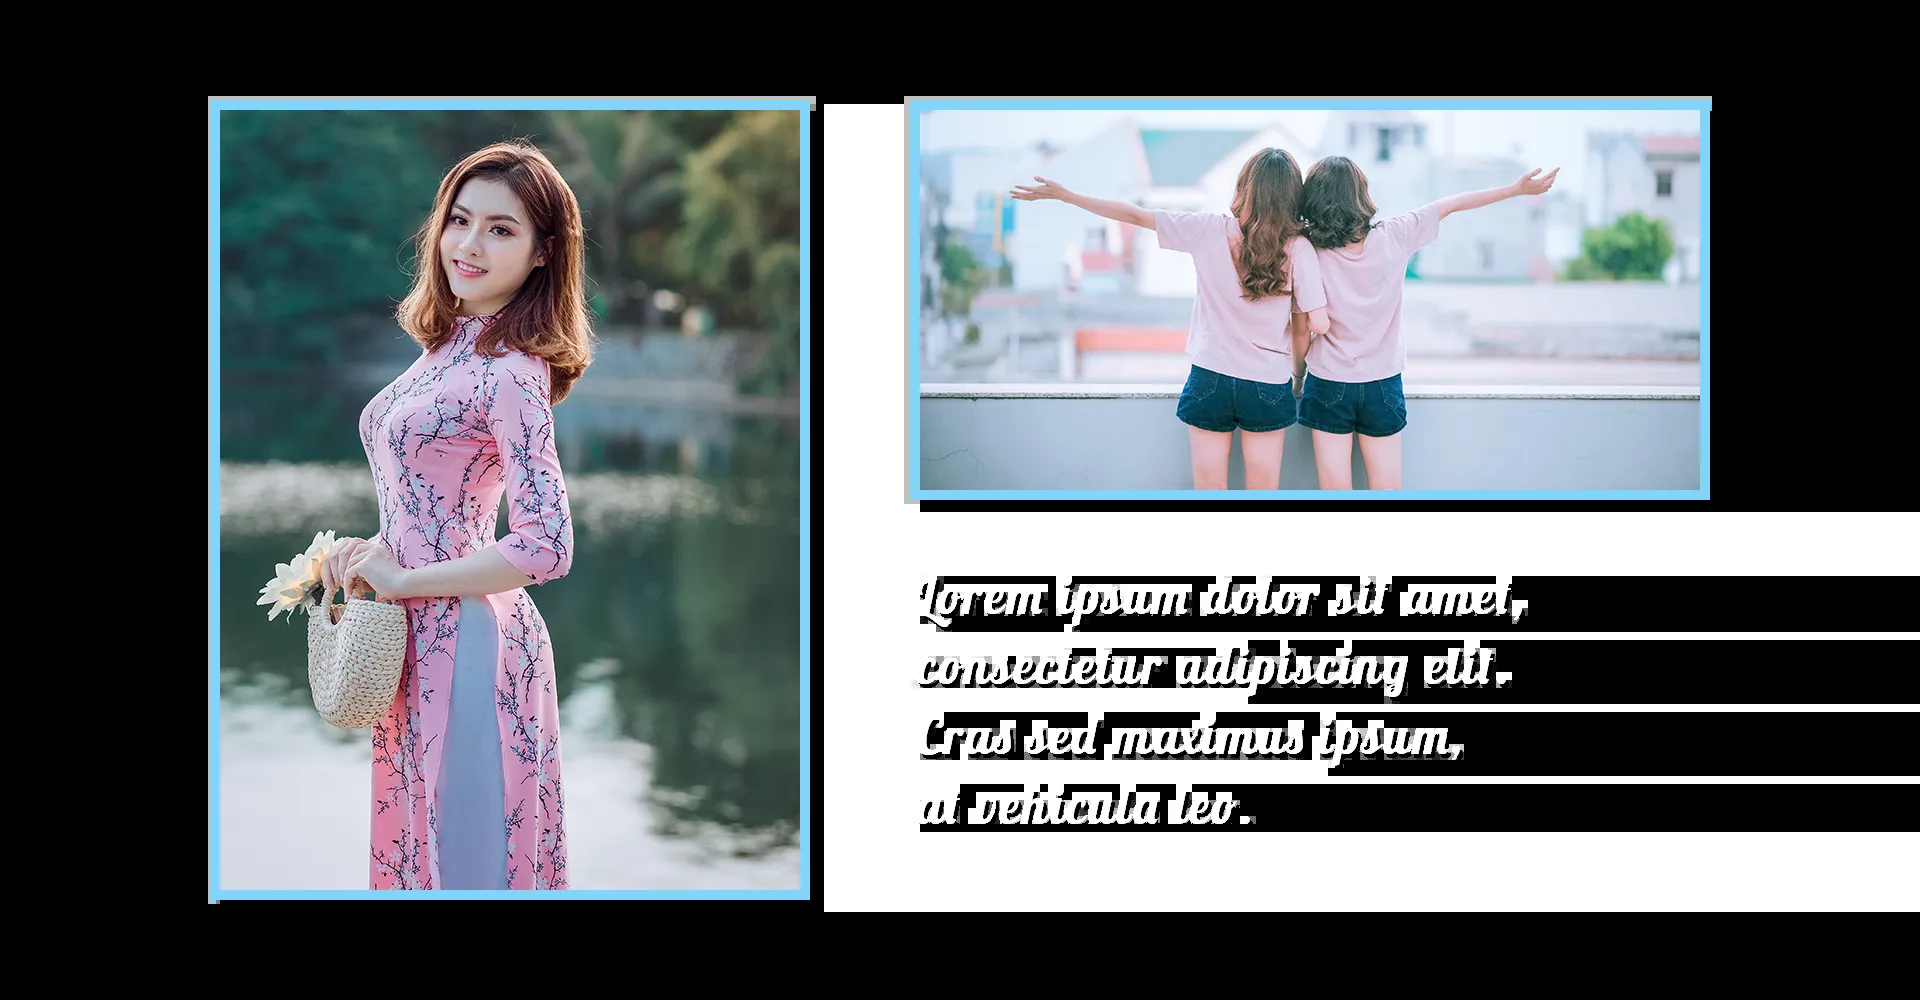 Lorem ipsum dolor sit amet,
consectetur adipiscing elit.
Cras sed maximus ipsum,
at vehicula leo.